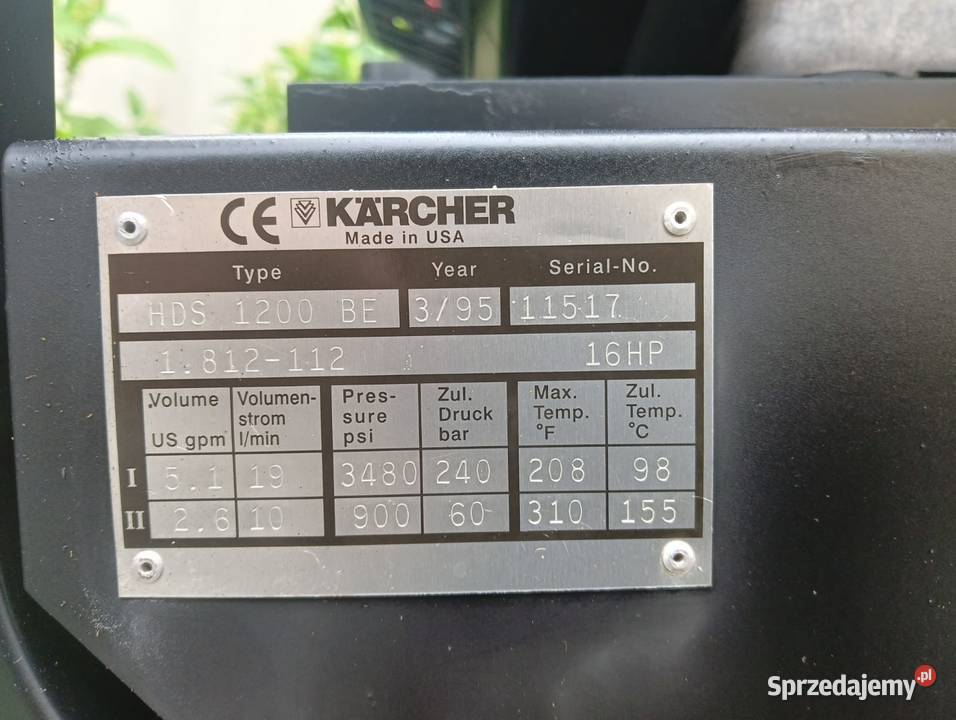 CE KÄRCHER
Made in USA
Type Year Serial-No.
HDS 1200 BE 3/95 11517
1.812-112 16HP
Volume US gpm Volumen-strom l/min Pres-sure psi Zul. Druck bar Max. Temp. °F Zul. Temp. °C
I 5.1 19 3480 240 208 98
II 2.6 10 900 60 310 155
Sprzedajemy.pl